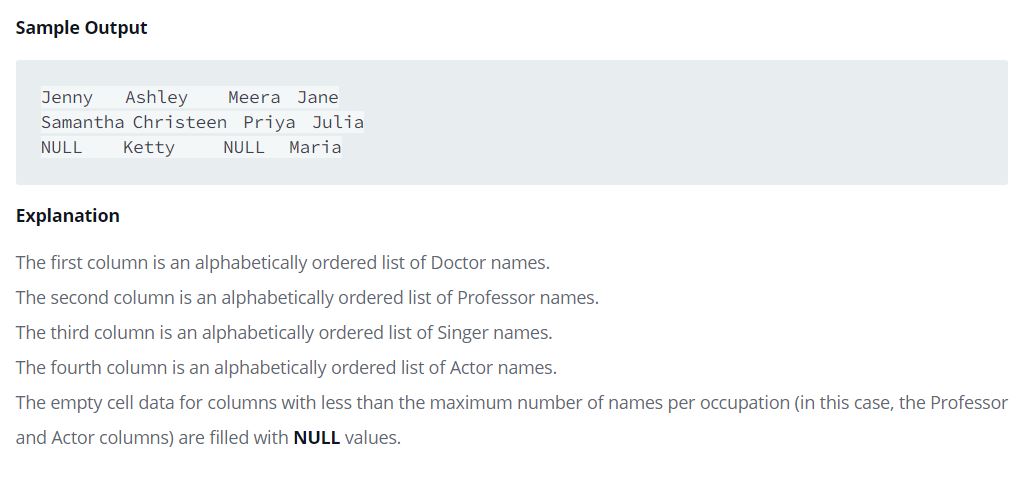 Sample Output
Jenny Ashley Meera Jane
Samantha Christeen Priya Julia
NULL Ketty NULL Maria
Explanation
The first column is an alphabetically ordered list of Doctor names.
The second column is an alphabetically ordered list of Professor names.
The third column is an alphabetically ordered list of Singer names.
The fourth column is an alphabetically ordered list of Actor names.
The empty cell data for columns with less than the maximum number of names per occupation (in this case, the Professor
and Actor columns) are filled with NULL values.